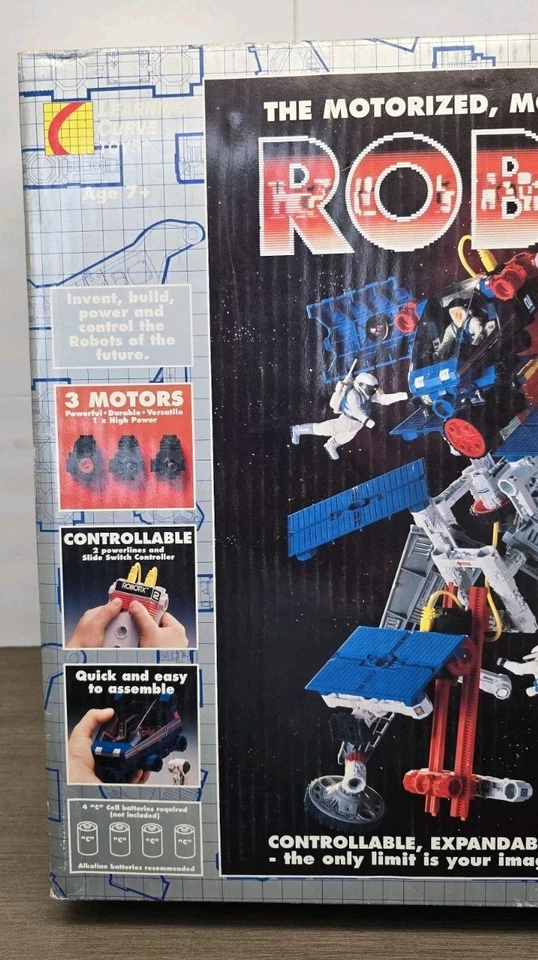 LEARNING
CURVE
TOYS
Age 7+
Invent, build,
power and
control the
Robots of the
future.
3 MOTORS
Powerful • Durable • Versatile
1 x High Power
CONTROLLABLE
2 powerlines and
Slide Switch Controller
ROBOTIX 2
Quick and easy
to assemble
4 "C" Cell batteries required
(not included)
"C" "C" "C" "C"
Alkaline batteries recommended
THE MOTORIZED, MO
ROB
CONTROLLABLE, EXPANDAB
- the only limit is your imag